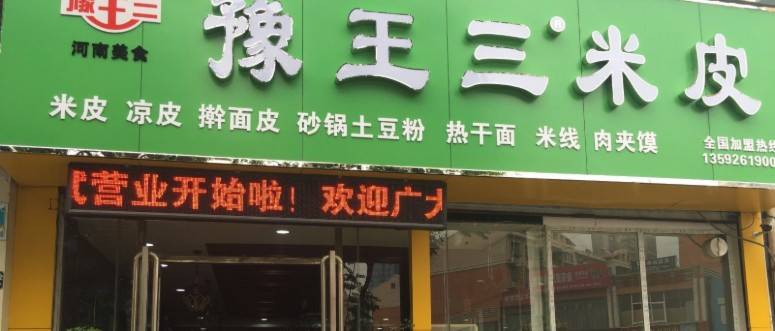 豫王三
河南美食
豫王三®米皮
米皮 凉皮 擀面皮 砂锅土豆粉 热干面 米线 肉夹馍
全国加盟热线
1359261900
营业开始啦！欢迎广大